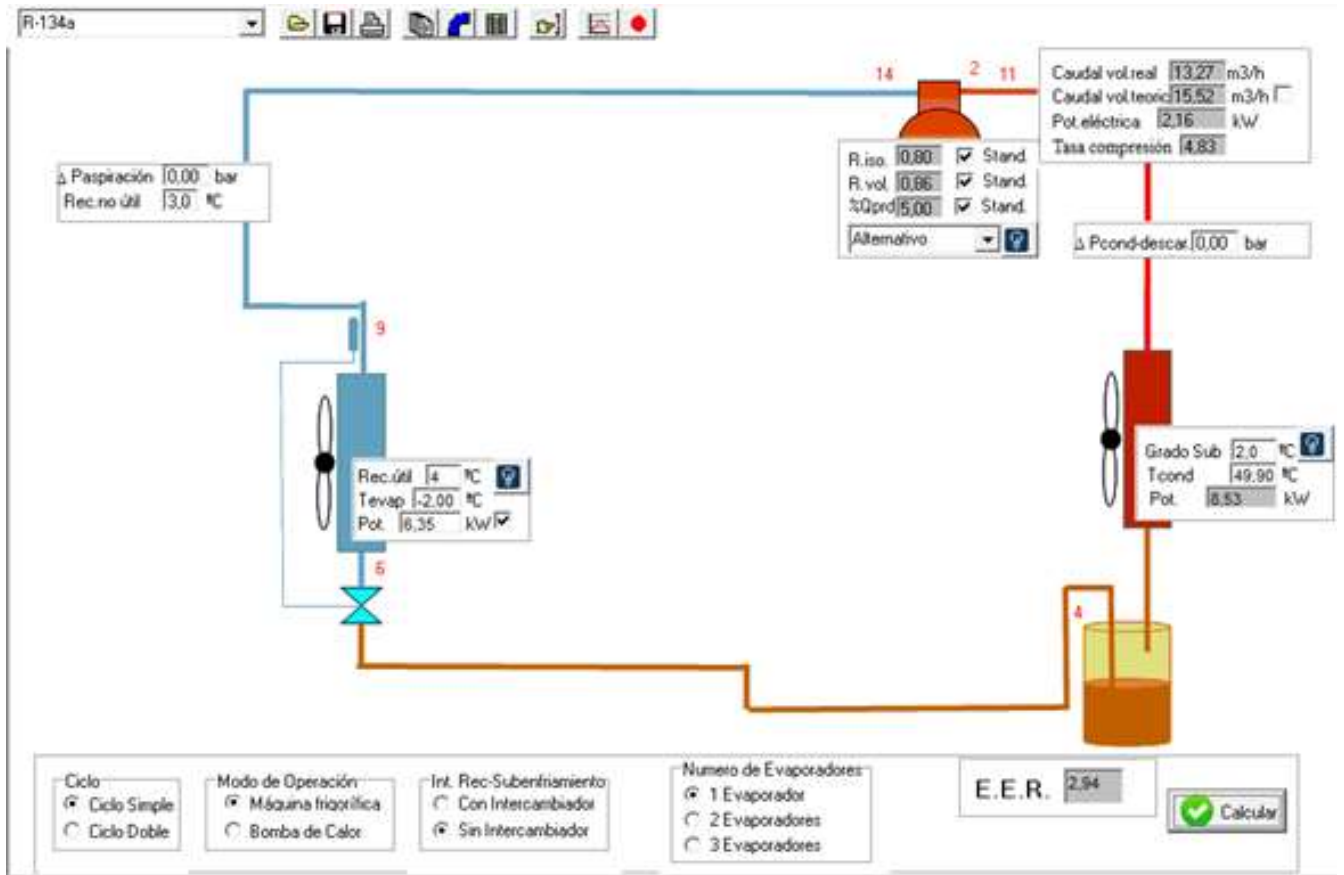 R-134a
14
2
11
Caudal vol.real 13,27 m3/h
Caudal vol.teoric 15,52 m3/h
Pot.eléctrica 2,16 kW
Tasa compresión 4,83
R.iso. 0,80 Stand.
R.vol. 0,86 Stand.
%Qprd 5,00 Stand.
Alternativo
Δ Paspiración 0,00 bar
Rec.no útil 3,0 ºC
Δ Pcond-descar. 0,00 bar
9
Rec.útil 4 ºC
Tevap -2,00 ºC
Pot. 6,35 kW
Grado Sub 2,0 ºC
Tcond 49,90 ºC
Pot. 8,53 kW
6
4
Ciclo
Ciclo Simple
Ciclo Doble
Modo de Operación
Máquina frigorífica
Bomba de Calor
Int. Rec-Subenfriamiento
Con Intercambiador
Sin Intercambiador
Numero de Evaporadores
1 Evaporador
2 Evaporadores
3 Evaporadores
E.E.R. 2,94
Calcular